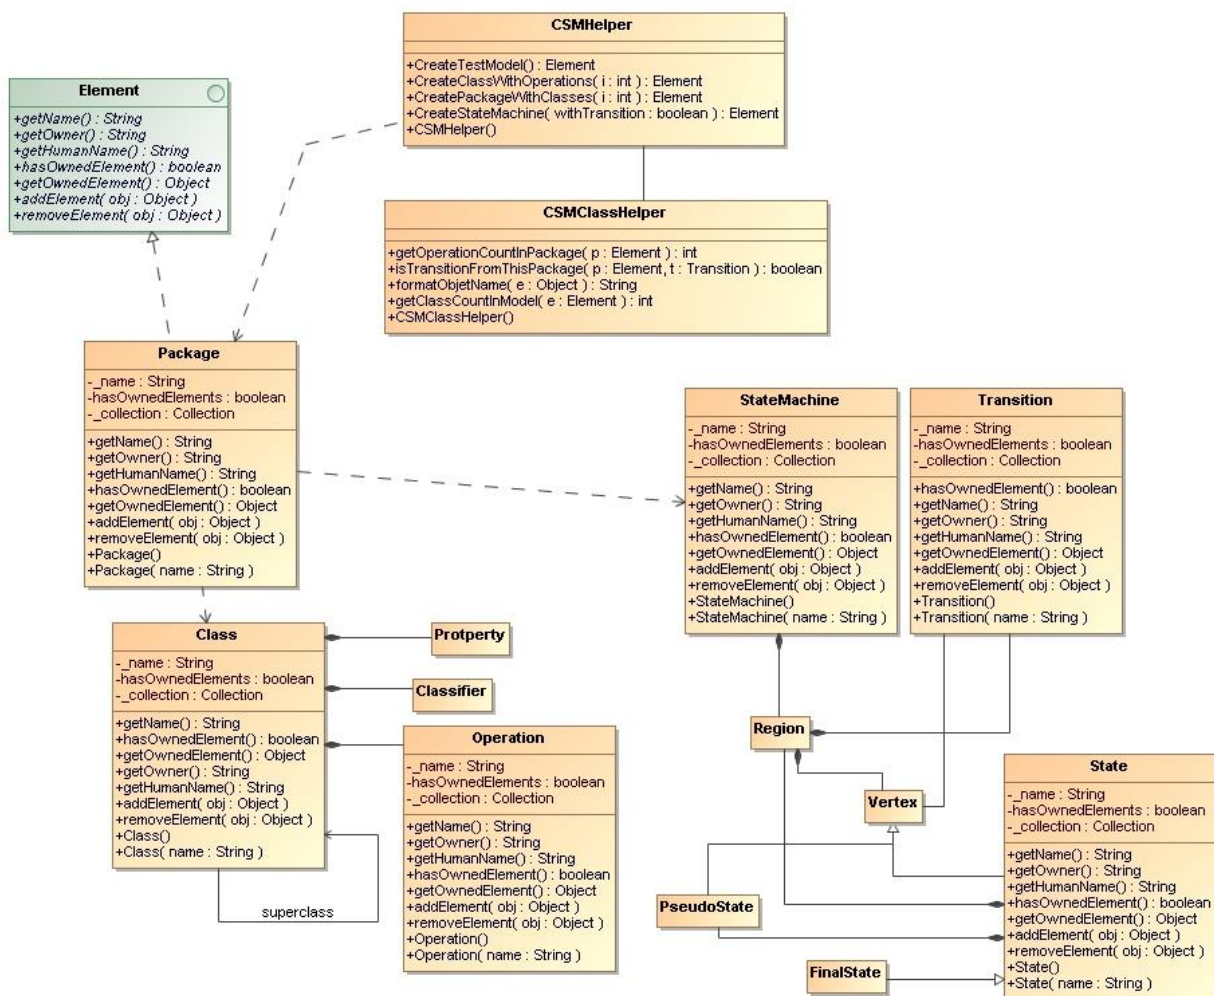 CSMHelper
+CreateTestModel() : Element
+CreateClassWithOperations( i : int ) : Element
+CreatePackageWithClasses( i : int ) : Element
+CreateStateMachine( withTransition : boolean ) : Element
+CSMHelper()
Element
+getName() : String
+getOwner() : String
+getHumanName() : String
+hasOwnedElement() : boolean
+getOwnedElement() : Object
+addElement( obj : Object )
+removeElement( obj : Object )
CSMClassHelper
+getOperationCountInPackage( p : Element ) : int
+isTransitionFromThisPackage( p : Element, t : Transition ) : boolean
+formatObjetName( e : Object ) : String
+getClassCountInModel( e : Element ) : int
+CSMClassHelper()
Package
-_name : String
-hasOwnedElements : boolean
-_collection : Collection
+getName() : String
+getOwner() : String
+getHumanName() : String
+hasOwnedElement() : boolean
+getOwnedElement() : Object
+addElement( obj : Object )
+removeElement( obj : Object )
+Package()
+Package( name : String )
StateMachine
-_name : String
-hasOwnedElements : boolean
-_collection : Collection
+getName() : String
+getOwner() : String
+getHumanName() : String
+hasOwnedElement() : boolean
+getOwnedElement() : Object
+addElement( obj : Object )
+removeElement( obj : Object )
+StateMachine()
+StateMachine( name : String )
Transition
-_name : String
-hasOwnedElements : boolean
-_collection : Collection
+hasOwnedElement() : boolean
+getName() : String
+getOwner() : String
+getHumanName() : String
+getOwnedElement() : Object
+addElement( obj : Object )
+removeElement( obj : Object )
+Transition()
+Transition( name : String )
Class
-_name : String
-hasOwnedElements : boolean
-_collection : Collection
+getName() : String
+hasOwnedElement() : boolean
+getOwnedElement() : Object
+getOwner() : String
+getHumanName() : String
+addElement( obj : Object )
+removeElement( obj : Object )
+Class()
+Class( name : String )
superclass
Protperty
Classifier
Operation
-_name : String
-hasOwnedElements : boolean
-_collection : Collection
+getName() : String
+getOwner() : String
+getHumanName() : String
+hasOwnedElement() : boolean
+getOwnedElement() : Object
+addElement( obj : Object )
+removeElement( obj : Object )
+Operation()
+Operation( name : String )
Region
Vertex
PseudoState
FinalState
State
-_name : String
-hasOwnedElements : boolean
-_collection : Collection
+getName() : String
+getOwner() : String
+getHumanName() : String
+hasOwnedElement() : boolean
+getOwnedElement() : Object
+addElement( obj : Object )
+removeElement( obj : Object )
+State()
+State( name : String )